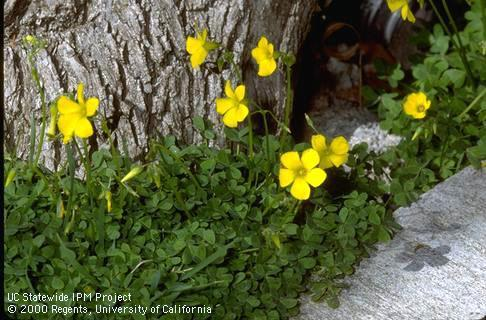 UC Statewide IPM Project
© 2000 Regents, University of California